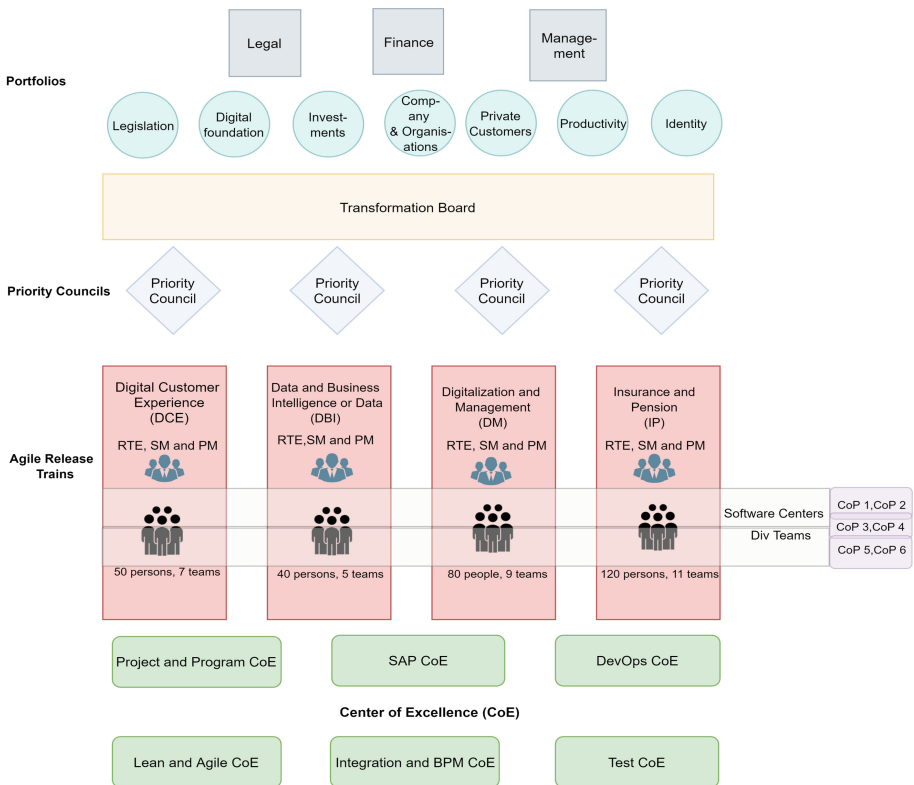 Legal
Finance
Manage-
ment
Portfolios
Legislation
Digital
foundation
Invest-
ments
Comp-
any
& Organis-
ations
Private
Customers
Productivity
Identity
Transformation Board
Priority Councils
Priority
Council
Priority
Council
Priority
Council
Priority
Council
Agile Release
Trains
Digital Customer
Experience
(DCE)
RTE, SM and PM
50 persons, 7 teams
Data and Business
Intelligence or Data
(DBI)
RTE,SM and PM
40 persons, 5 teams
Digitalization and
Management
(DM)
RTE, SM and PM
80 people, 9 teams
Insurance and
Pension
(IP)
RTE, SM and PM
120 persons, 11 teams
Software Centers
Div Teams
CoP 1,CoP 2
CoP 3,CoP 4
CoP 5,CoP 6
Project and Program CoE
SAP CoE
DevOps CoE
Center of Excellence (CoE)
Lean and Agile CoE
Integration and BPM CoE
Test CoE